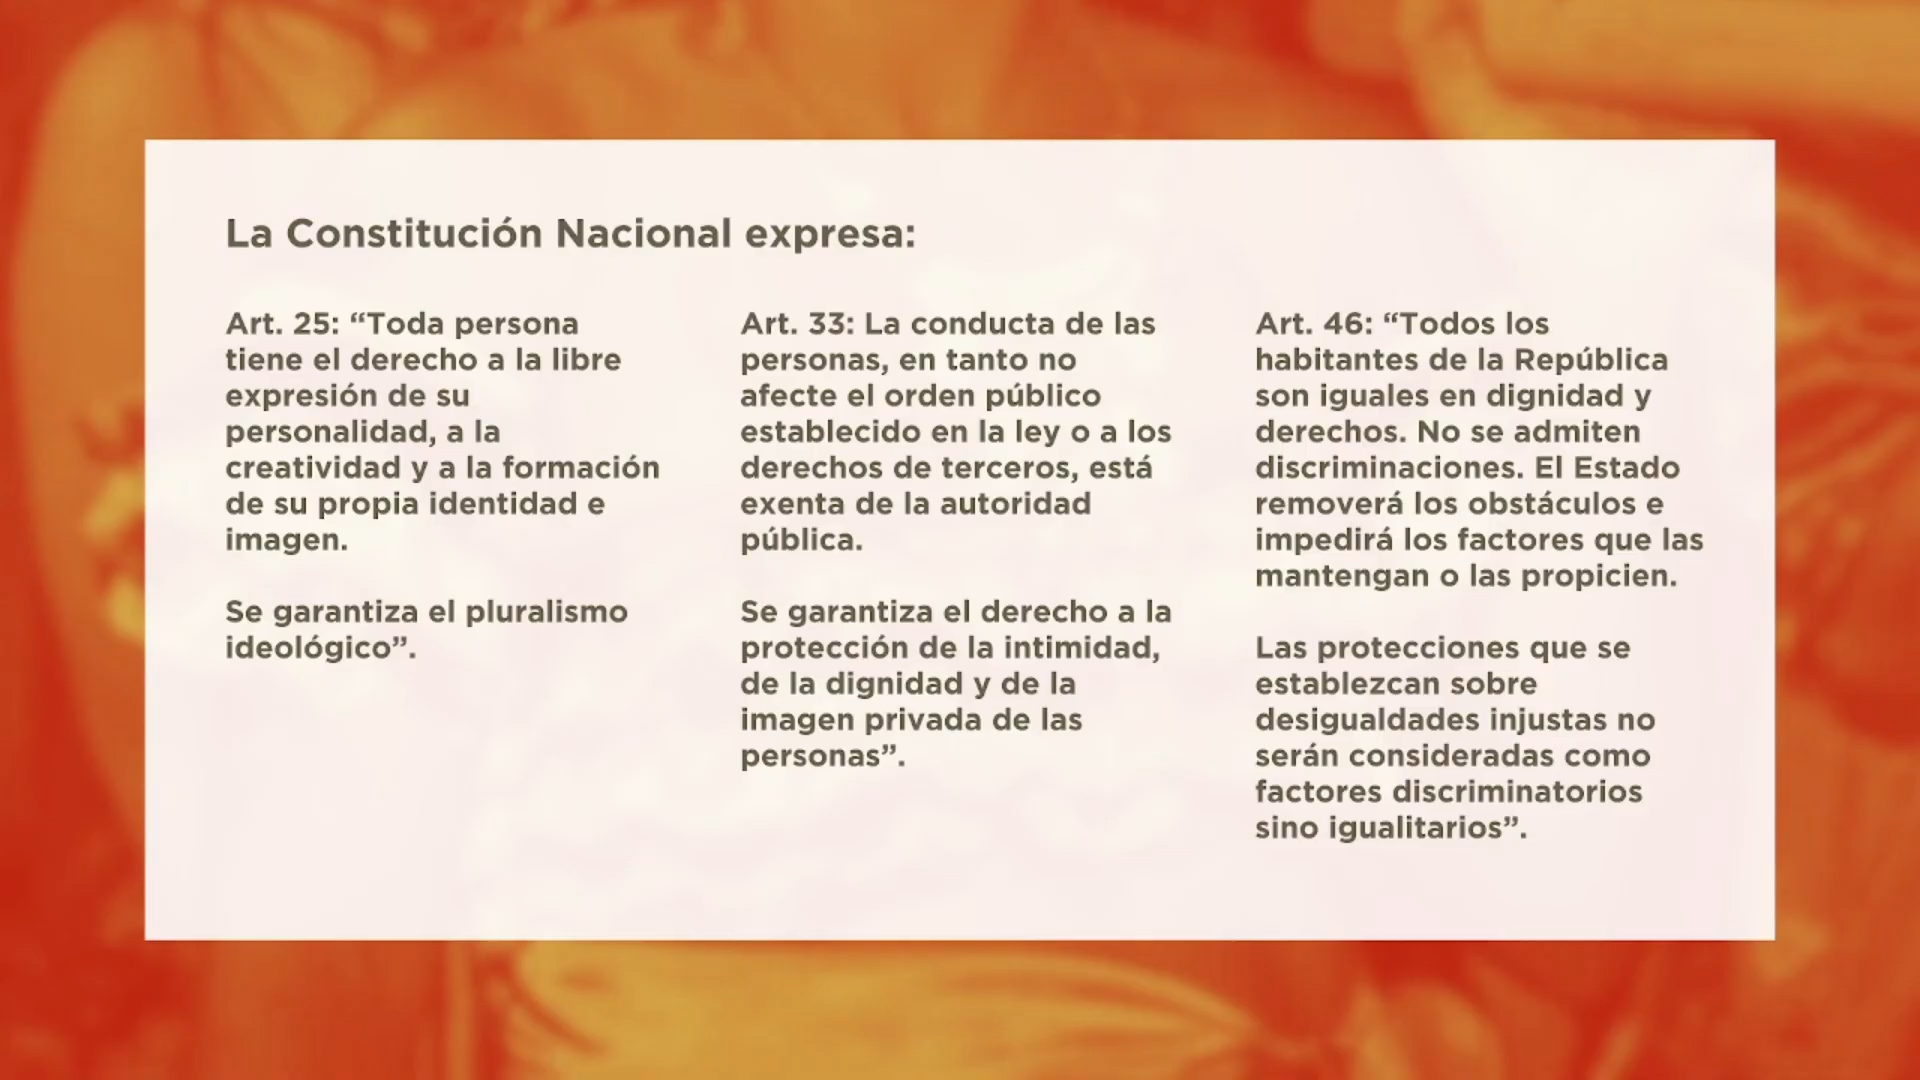 La Constitución Nacional expresa:
Art. 25: “Toda persona
tiene el derecho a la libre
expresión de su
personalidad, a la
creatividad y a la formación
de su propia identidad e
imagen.
Se garantiza el pluralismo
ideológico”.
Art. 33: La conducta de las
personas, en tanto no
afecte el orden público
establecido en la ley o a los
derechos de terceros, está
exenta de la autoridad
pública.
Se garantiza el derecho a la
protección de la intimidad,
de la dignidad y de la
imagen privada de las
personas”.
Art. 46: “Todos los
habitantes de la República
son iguales en dignidad y
derechos. No se admiten
discriminaciones. El Estado
removerá los obstáculos e
impedirá los factores que las
mantengan o las propicien.
Las protecciones que se
establezcan sobre
desigualdades injustas no
serán consideradas como
factores discriminatorios
sino igualitarios”.